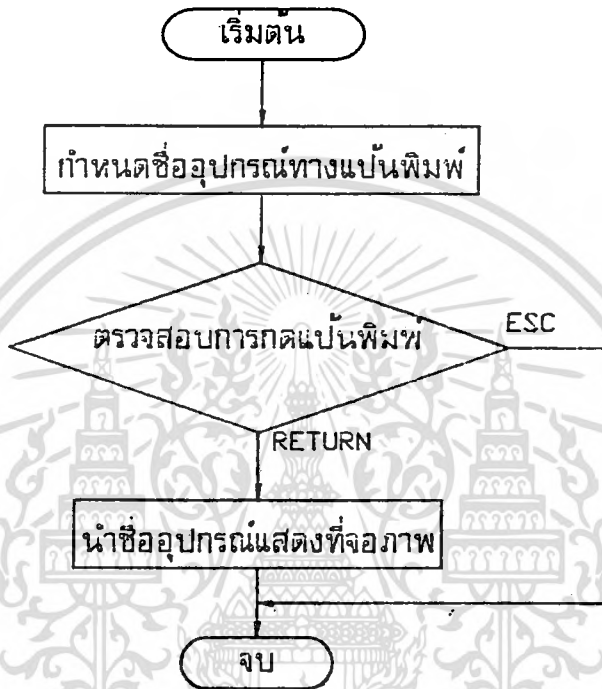 เริ่มต้น
กำหนดชื่ออุปกรณ์ทางแป้นพิมพ์
ตรวจสอบการกดแป้นพิมพ์
ESC
RETURN
นำชื่ออุปกรณ์แสดงที่จอภาพ
จบ